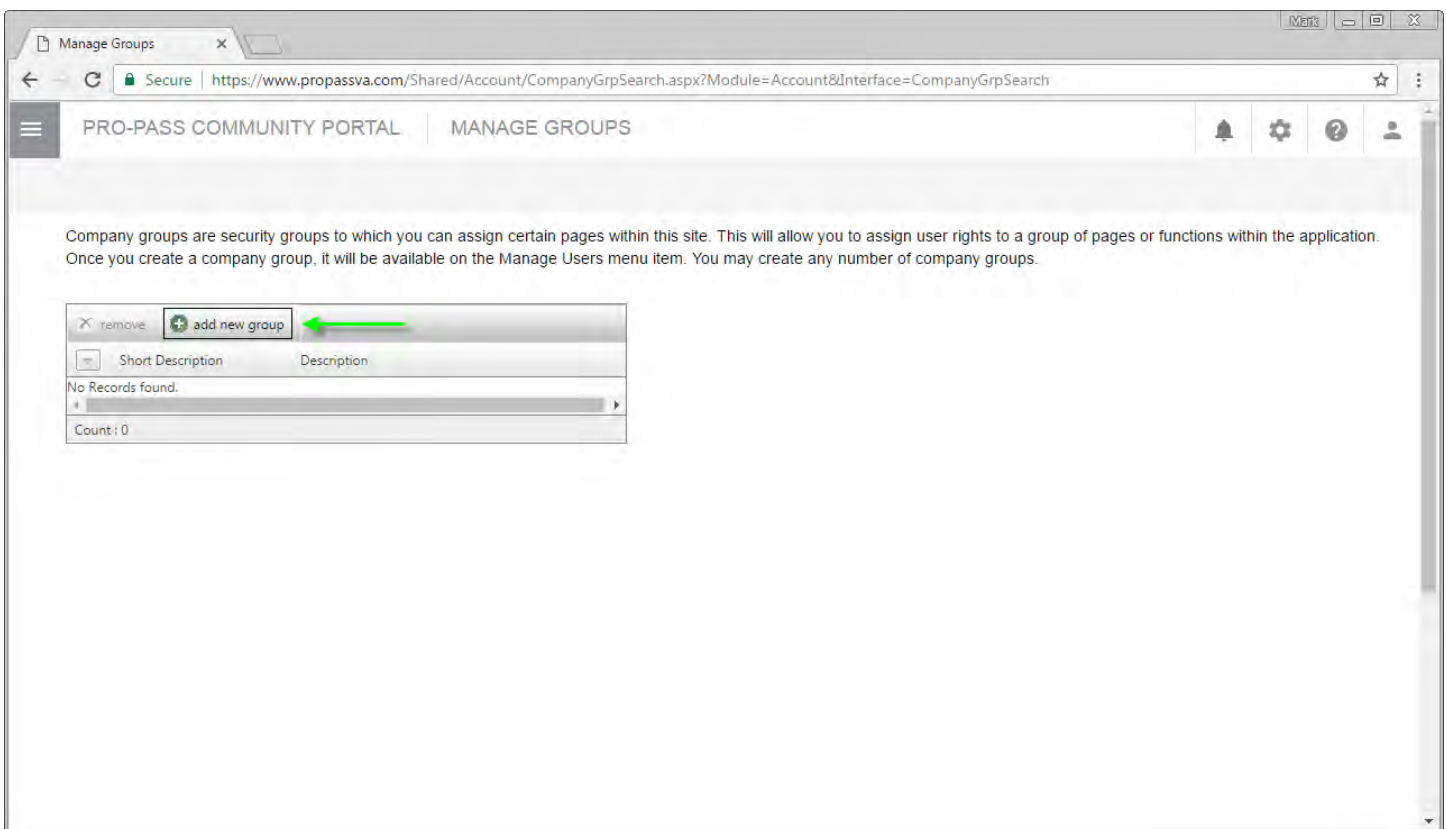 Mark
Manage Groups
Secure | https://www.propassva.com/Shared/Account/CompanyGrpSearch.aspx?Module=Account&Interface=CompanyGrpSearch
PRO-PASS COMMUNITY PORTAL MANAGE GROUPS
Company groups are security groups to which you can assign certain pages within this site. This will allow you to assign user rights to a group of pages or functions within the application.
Once you create a company group, it will be available on the Manage Users menu item. You may create any number of company groups.
remove add new group
Short Description Description
No Records found.
Count : 0